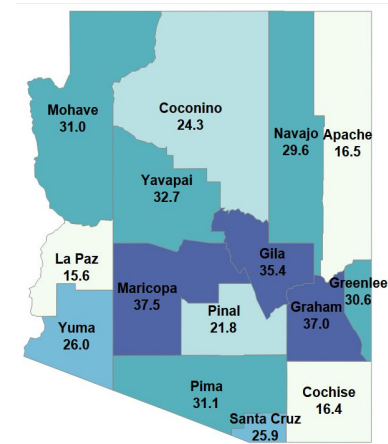 Mohave
31.0
Coconino
24.3
Navajo
29.6
Apache
16.5
Yavapai
32.7
La Paz
15.6
Maricopa
37.5
Gila
35.4
Greenlee
30.6
Graham
37.0
Pinal
21.8
Yuma
26.0
Pima
31.1
Santa Cruz
25.9
Cochise
16.4